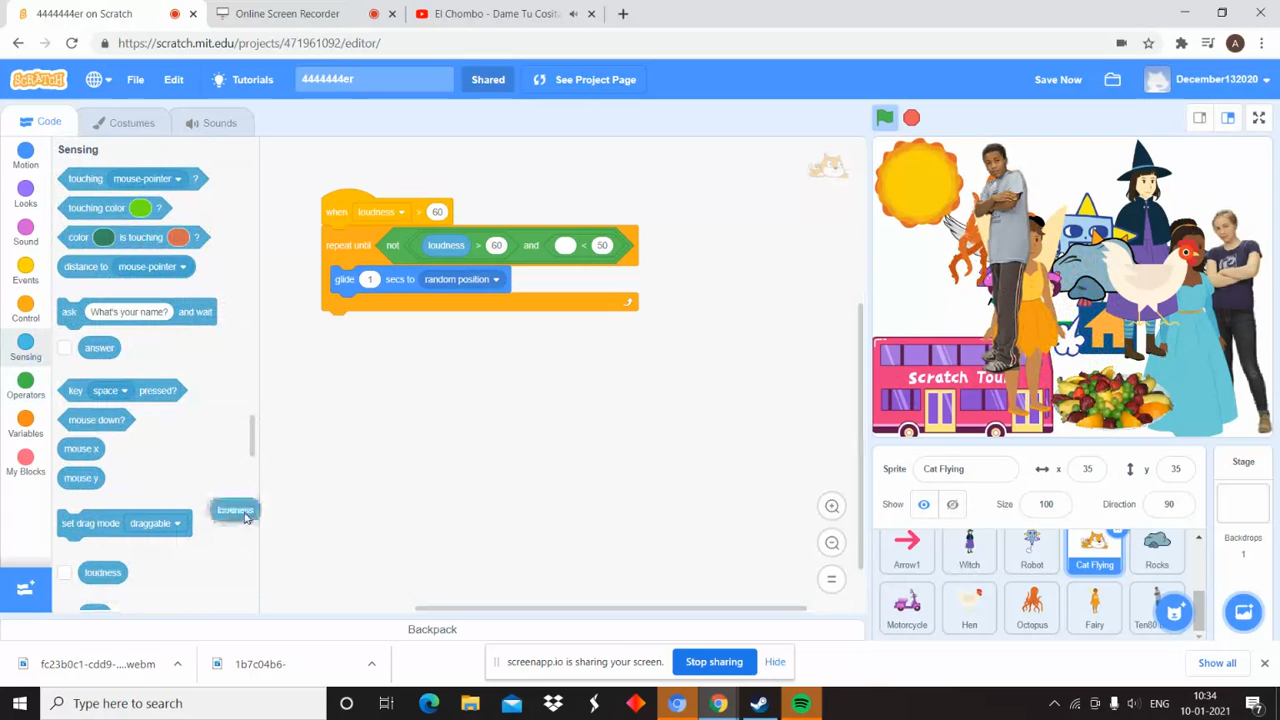 4444444er on Scratch
Online Screen Recorder
El Chombo - Dame Tu Cosita
https://scratch.mit.edu/projects/471961092/editor/
SCRATCH
File
Edit
Tutorials
4444444er
Shared
See Project Page
Save Now
December132020
Code
Costumes
Sounds
Motion
Looks
Sound
Events
Control
Sensing
Operators
Variables
My Blocks
Sensing
touching mouse-pointer ?
touching color ?
color is touching ?
distance to mouse-pointer
ask What's your name? and wait
answer
key space pressed?
mouse down?
mouse x
mouse y
set drag mode draggable
loudness
loudness
when loudness > 60
repeat until not loudness > 60 and < 50
glide 1 secs to random position
Scratch Tou
Sprite Cat Flying x 35 y 35
Show Size 100 Direction 90
Stage
Backdrops
1
Arrow1 Witch Robot Cat Flying Rocks
Motorcycle Hen Octopus Fairy Ten80
Backpack
fc23b0c1-cdd9-....webm
1b7c04b6-
screenapp.io is sharing your screen.
Stop sharing
Hide
Show all
Type here to search
ENG
10:34
10-01-2021
7